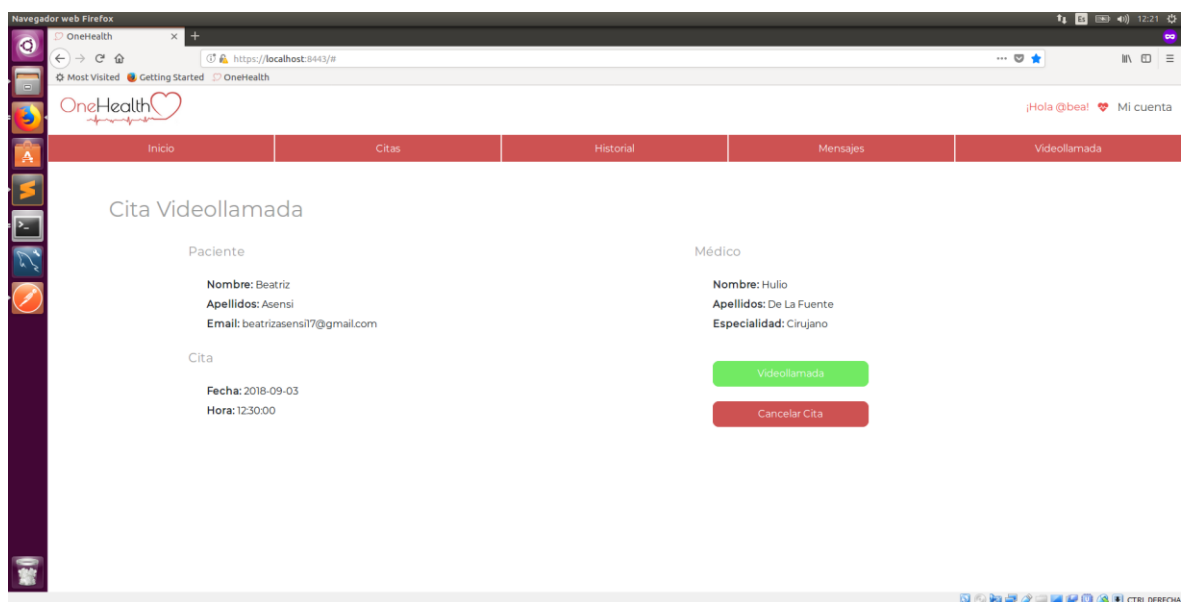 Navegador web Firefox
Es
12:21
OneHealth
https://localhost:8443/#
Most Visited Getting Started OneHealth
OneHealth
¡Hola @bea! Mi cuenta
Inicio Citas Historial Mensajes Videollamada
Cita Videollamada
Paciente
Nombre: Beatriz
Apellidos: Asensi
Email: beatrizasensi17@gmail.com
Cita
Fecha: 2018-09-03
Hora: 12:30:00
Médico
Nombre: Hulio
Apellidos: De La Fuente
Especialidad: Cirujano
Videollamada
Cancelar Cita
CTRL DERECHA